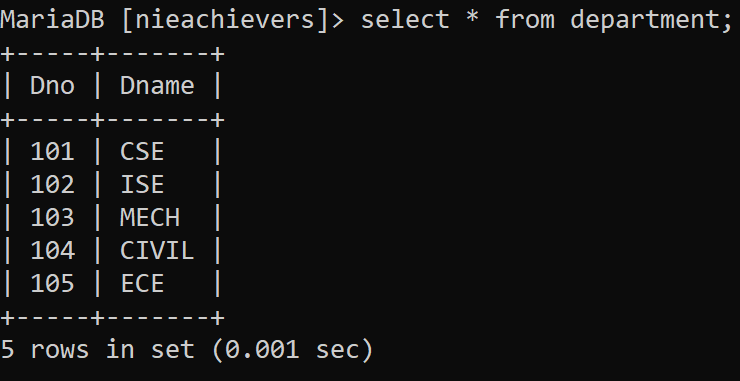 MariaDB [nieachievers]> select * from department;
+-----+-------+
| Dno | Dname |
+-----+-------+
| 101 | CSE   |
| 102 | ISE   |
| 103 | MECH  |
| 104 | CIVIL |
| 105 | ECE   |
+-----+-------+
5 rows in set (0.001 sec)